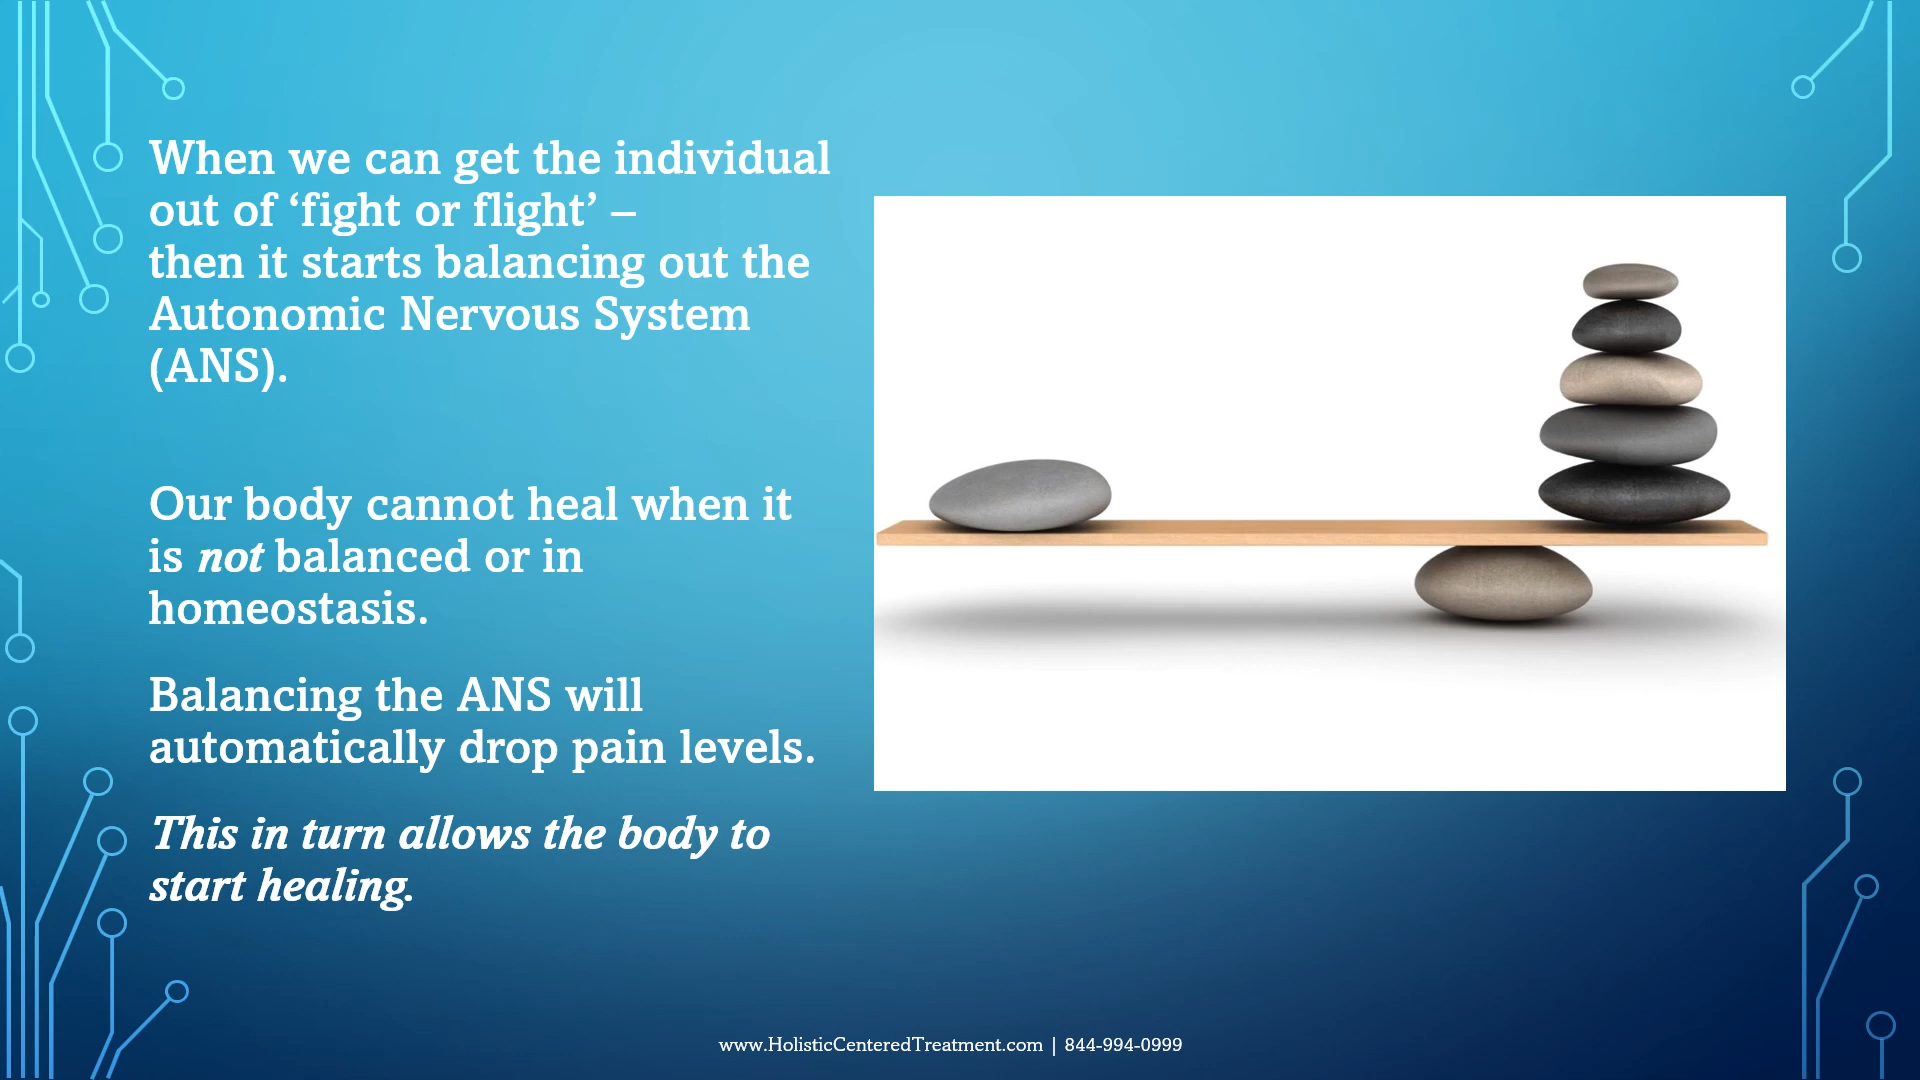 When we can get the individual
out of ‘fight or flight’ –
then it starts balancing out the
Autonomic Nervous System
(ANS).
Our body cannot heal when it
is not balanced or in
homeostasis.
Balancing the ANS will
automatically drop pain levels.
This in turn allows the body to
start healing.
www.HolisticCenteredTreatment.com | 844-994-0999